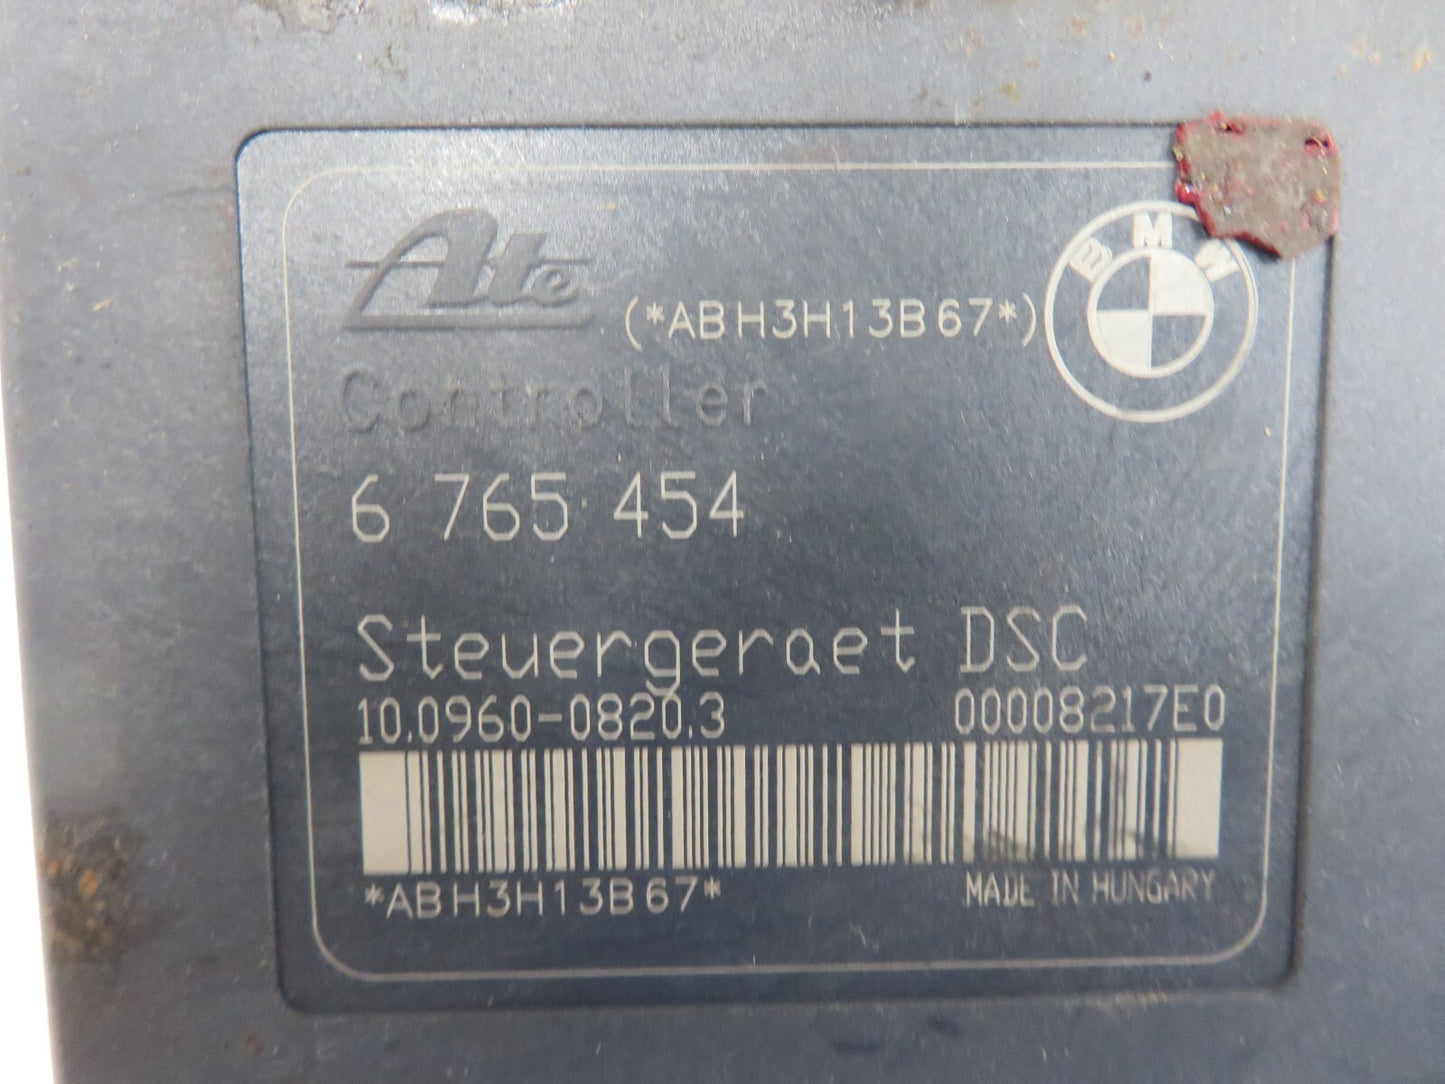 Ate
(*ABH3H13B67*)
BMW
Controller
6 765 454
Steuergeraet DSC
10.0960-0820.3 00008217E0
*ABH3H13B67*
MADE IN HUNGARY